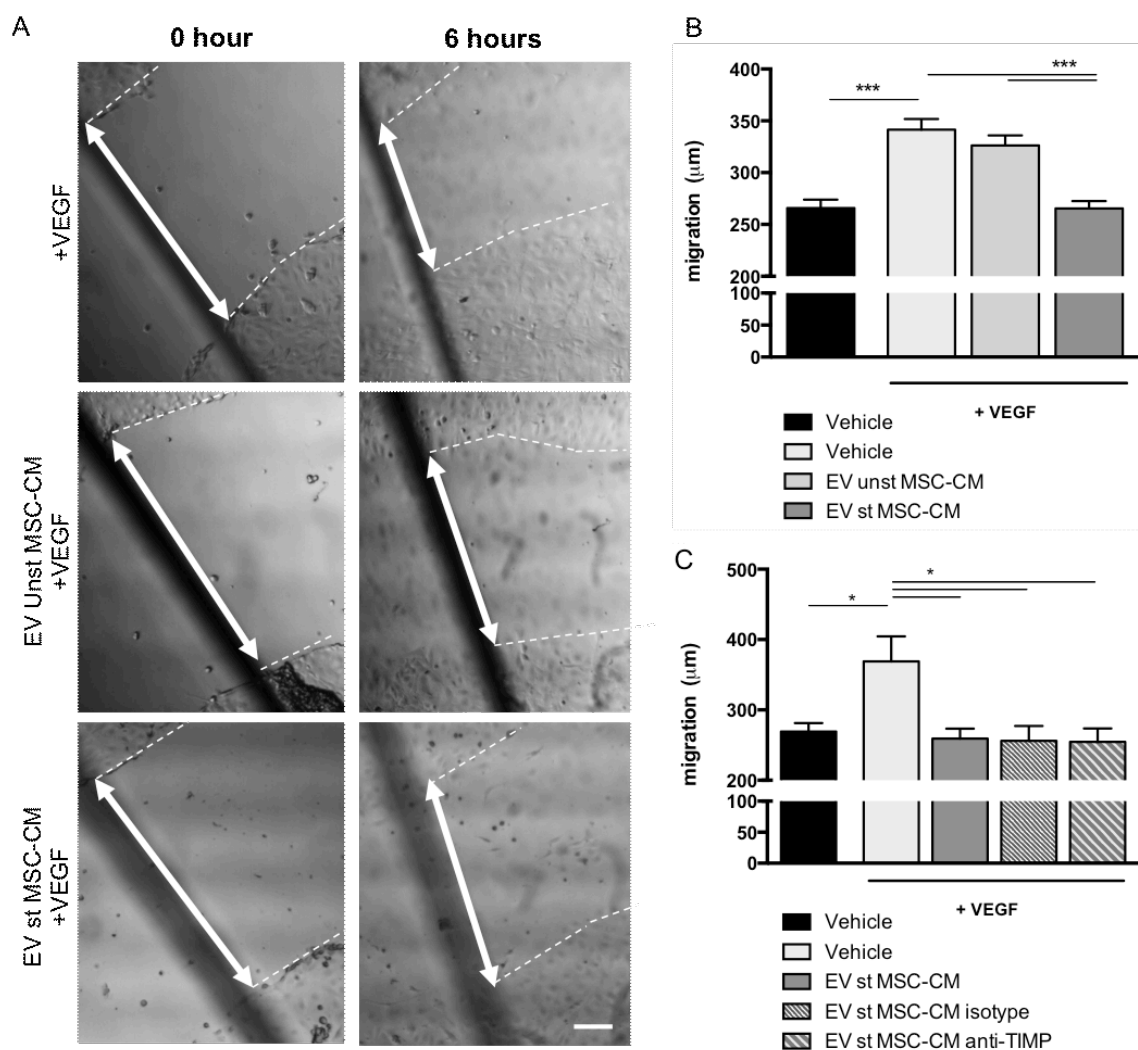 A
0 hour
6 hours
+VEGF
EV Unst MSC-CM
+VEGF
EV st MSC-CM
+VEGF
B
400
350
300
250
200
100
50
0
migration (µm)
***
***
+ VEGF
Vehicle
Vehicle
EV unst MSC-CM
EV st MSC-CM
C
500
400
300
200
100
50
0
migration (µm)
*
*
+ VEGF
Vehicle
Vehicle
EV st MSC-CM
EV st MSC-CM isotype
EV st MSC-CM anti-TIMP